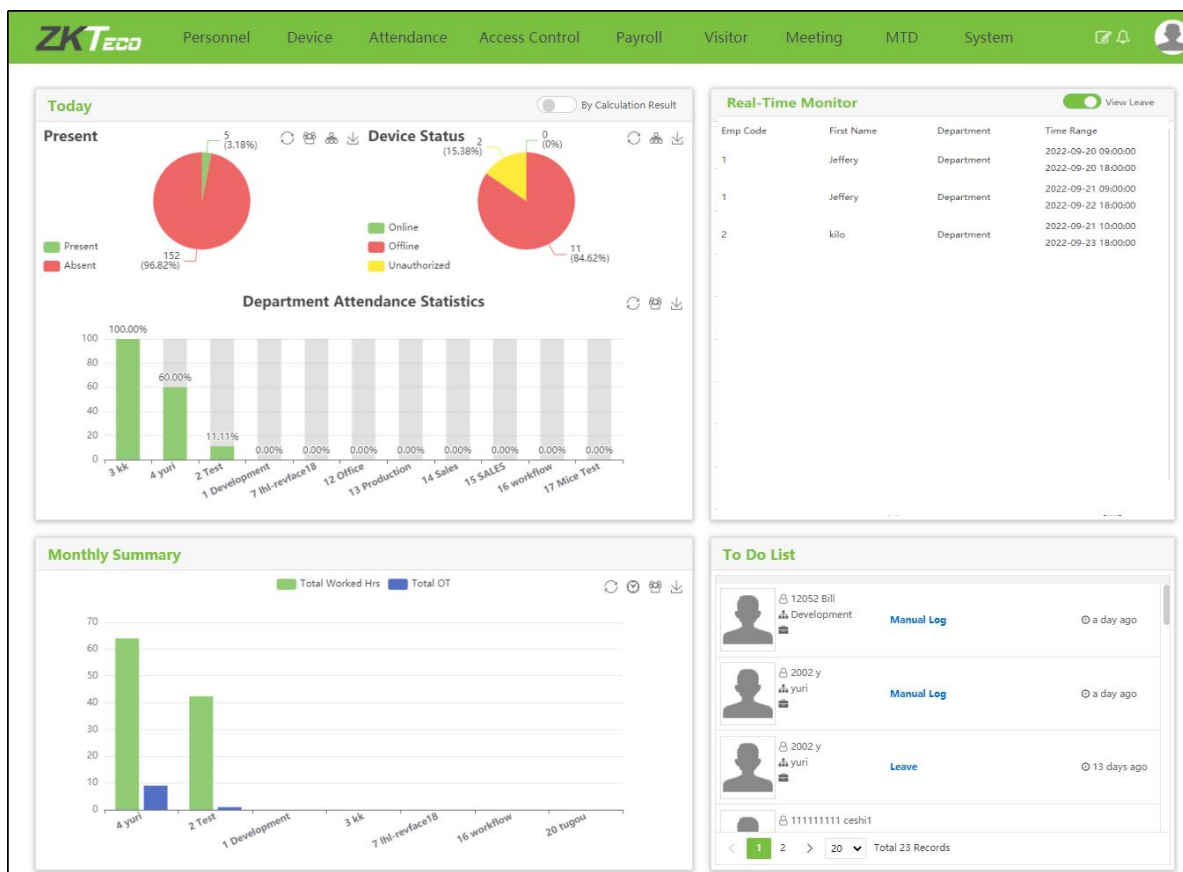 ZKTECO Personnel Device Attendance Access Control Payroll Visitor Meeting MTD System
Today By Calculation Result
Present
5
(3.18%)
152
(96.82%)
Present
Absent
Device Status
2
(15.38%)
0
(0%)
11
(84.62%)
Online
Offline
Unauthorized
Department Attendance Statistics
100
80
60
40
20
0
100.00% 60.00% 11.11% 0.00% 0.00% 0.00% 0.00% 0.00% 0.00% 0.00% 0.00%
3 kk 4 yuri 2 Test 1 Development 7 lhl-revface18 12 Office 13 Production 14 Sales 15 SALES 16 workflow 17 Mice Test
Real-Time Monitor View Leave
Emp Code First Name Department Time Range
1 Jeffery Department 2022-09-20 09:00:00
2022-09-20 18:00:00
1 Jeffery Department 2022-09-21 09:00:00
2022-09-22 18:00:00
2 kilo Department 2022-09-21 10:00:00
2022-09-23 18:00:00
Monthly Summary
Total Worked Hrs Total OT
70
60
50
40
30
20
10
0
4 yuri 2 Test 1 Development 3 kk 7 lhl-revface18 16 workflow 20 tugou
To Do List
12052 Bill
Development
Manual Log a day ago
2002 y
yuri
Manual Log a day ago
2002 y
yuri
Leave 13 days ago
111111111 ceshi1
< 1 2 > 20 Total 23 Records